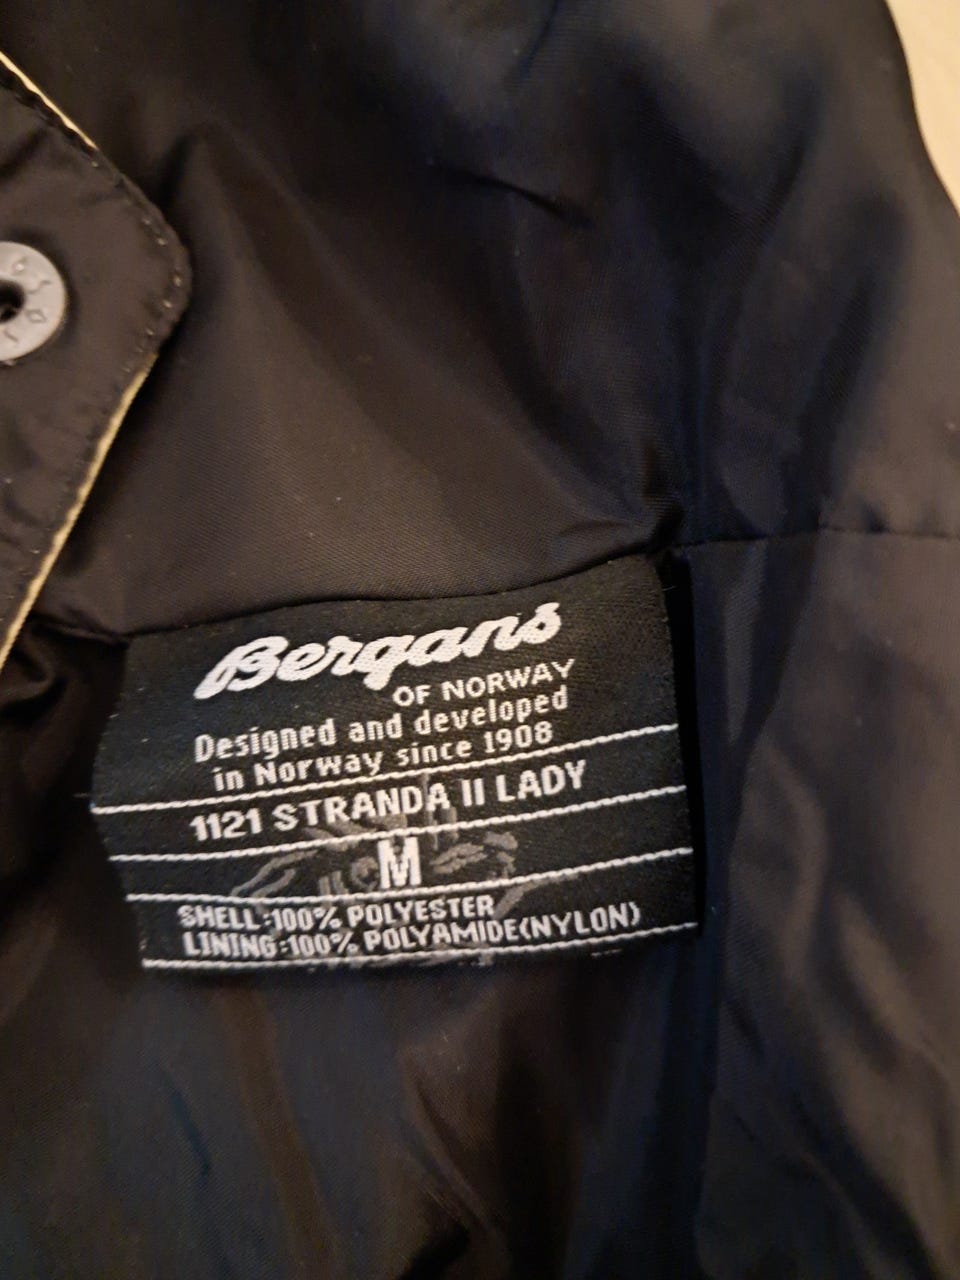 Bergans
OF NORWAY
Designed and developed
in Norway since 1908
1121 STRANDA II LADY
M
SHELL:100% POLYESTER
LINING:100% POLYAMIDE(NYLON)